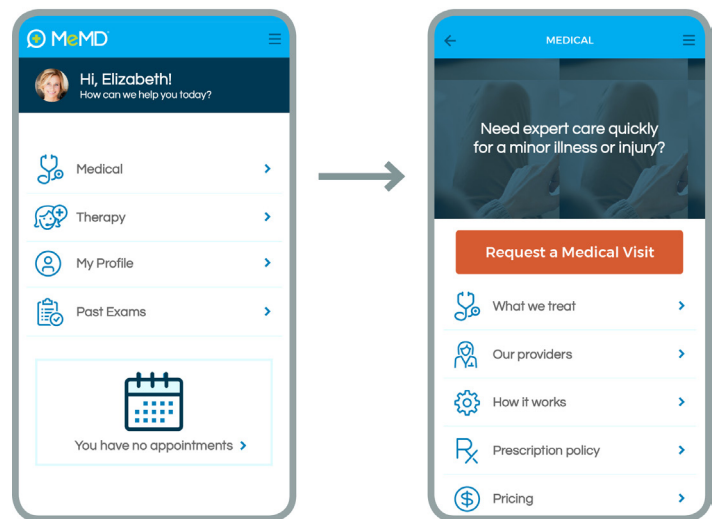 MeMD
Hi, Elizabeth!
How can we help you today?
Medical
Therapy
My Profile
Past Exams
You have no appointments
MEDICAL
Need expert care quickly
for a minor illness or injury?
Request a Medical Visit
What we treat
Our providers
How it works
Rx
Prescription policy
$
Pricing